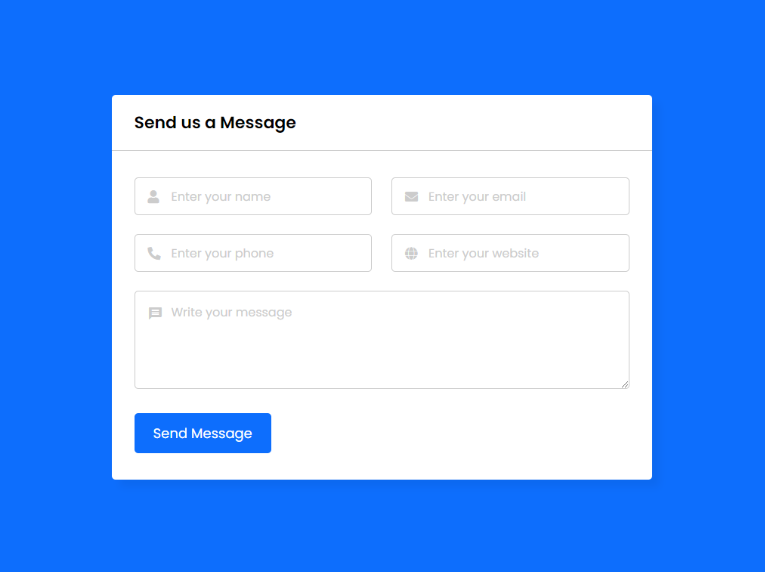 Send us a Message
Enter your name
Enter your email
Enter your phone
Enter your website
Write your message
Send Message